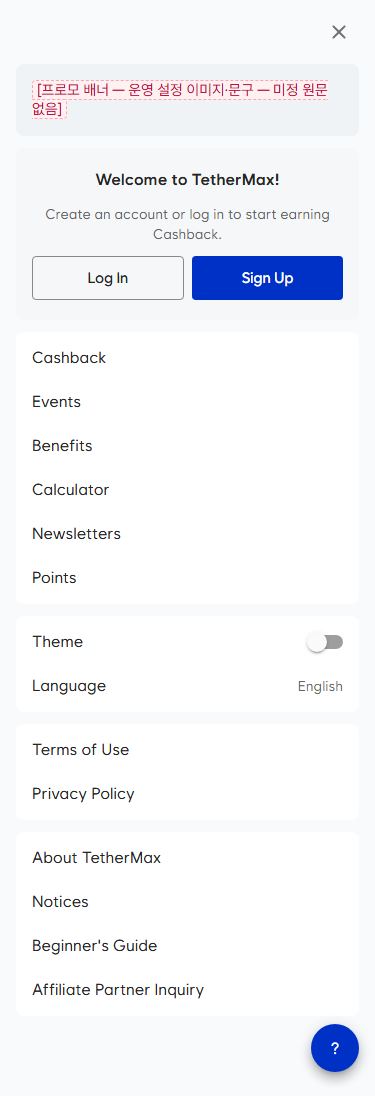 [프로모 배너 — 운영 설정 이미지·문구 — 미정 원문
없음]
Welcome to TetherMax!
Create an account or log in to start earning
Cashback.
Log In
Sign Up
Cashback
Events
Benefits
Calculator
Newsletters
Points
Theme
Language
English
Terms of Use
Privacy Policy
About TetherMax
Notices
Beginner's Guide
Affiliate Partner Inquiry
?